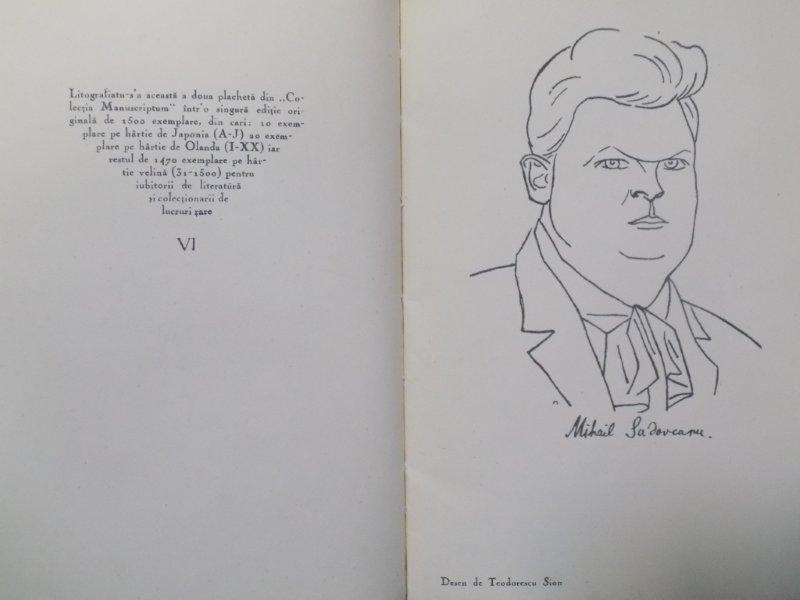 Litografiatu-s'a această a doua plachetă din „Co-
lecția Manuscriptum" într'o singură ediție ori-
ginală de 1500 exemplare, din cari: 10 exem-
plare pe hârtie de Japonia (A-J) 20 exem-
plare pe hârtie de Olanda (I-XX) iar
restul de 1470 exemplare pe hâr-
tie velină (31-1500) pentru
iubitorii de literatură
și colecționarii de
lucruri rare
VI
Mihail Sadoveanu.
Desen de Teodorescu Sion